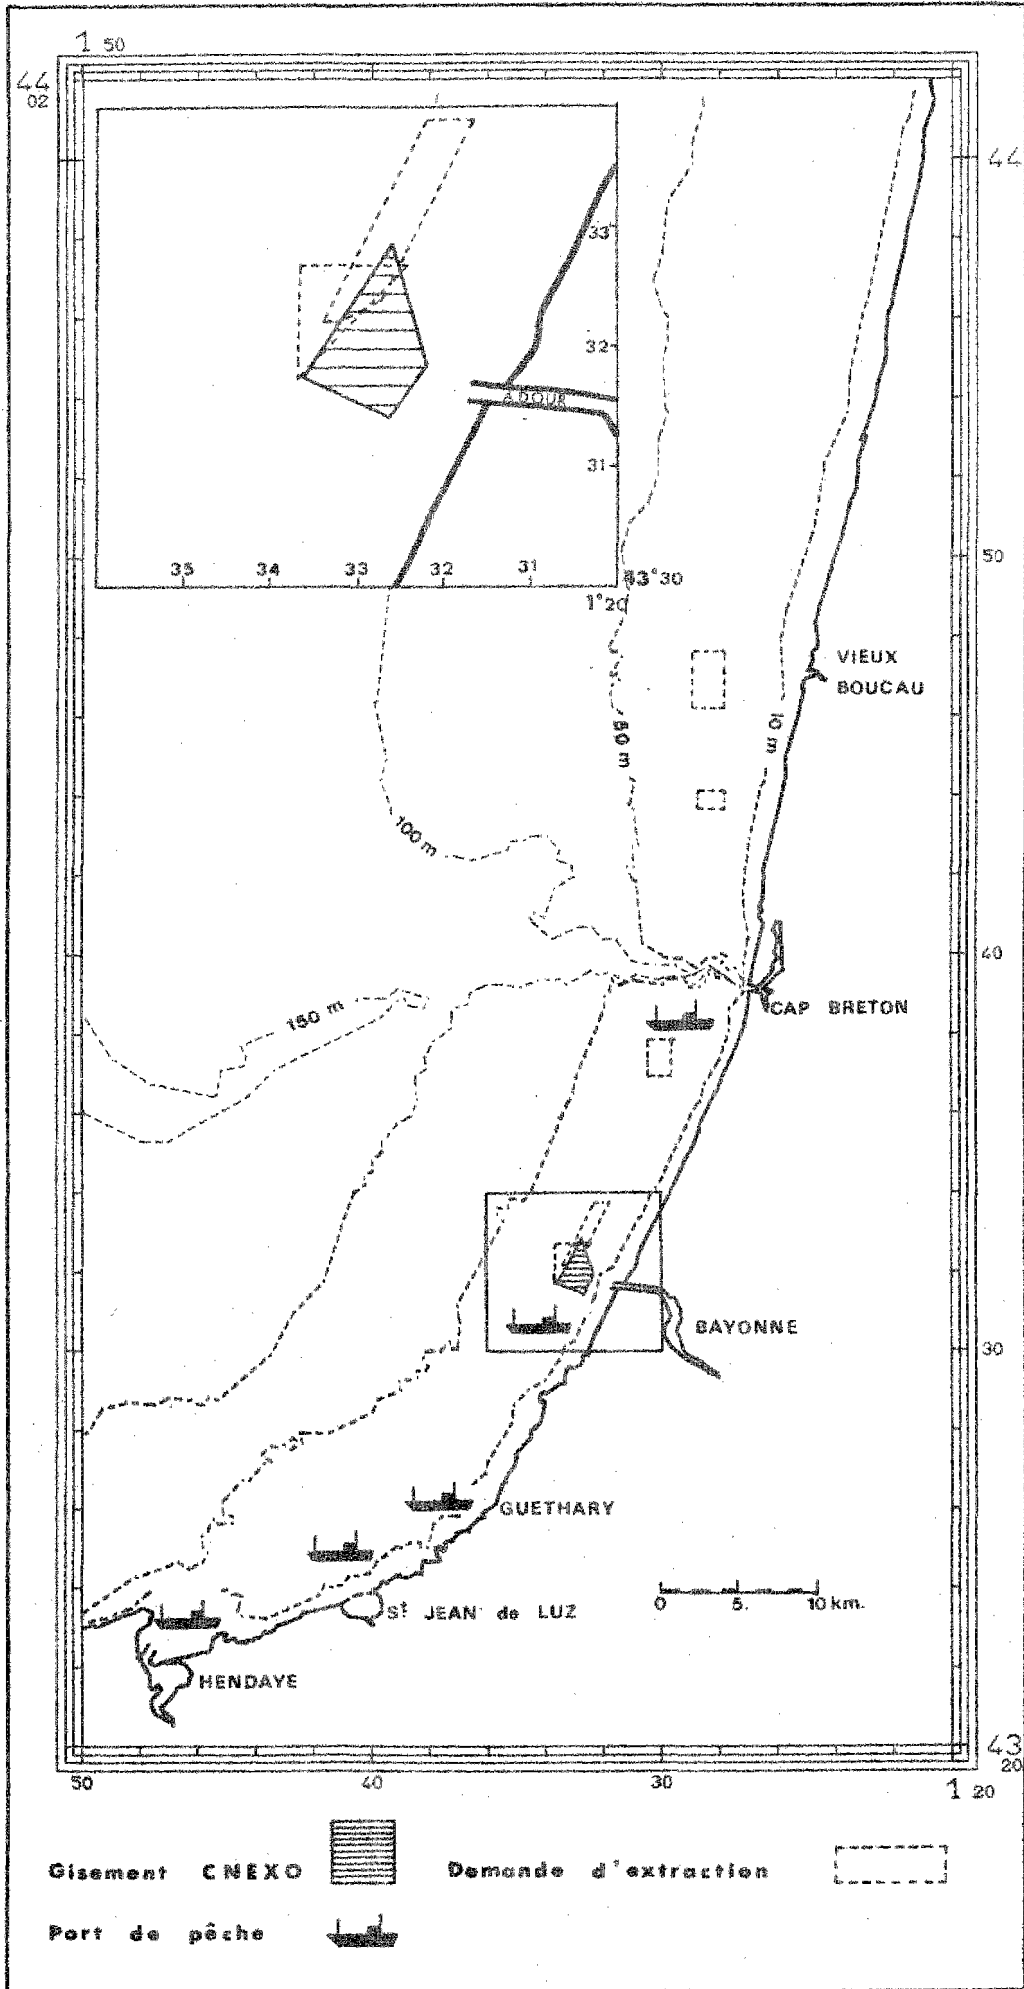 1 50
44
02
44
33
32
ADOUR
31
35 34 33 32 31
43°30
1°20
50
VIEUX
BOUCAU
50 m
10 m
100 m
40
150 m
CAP BRETON
BAYONNE
30
GUETHARY
St JEAN de LUZ
0 5. 10 km.
HENDAYE
43
20
50 40 30 1 20
Gisement CNEXO
Demande d'extraction
Port de pêche